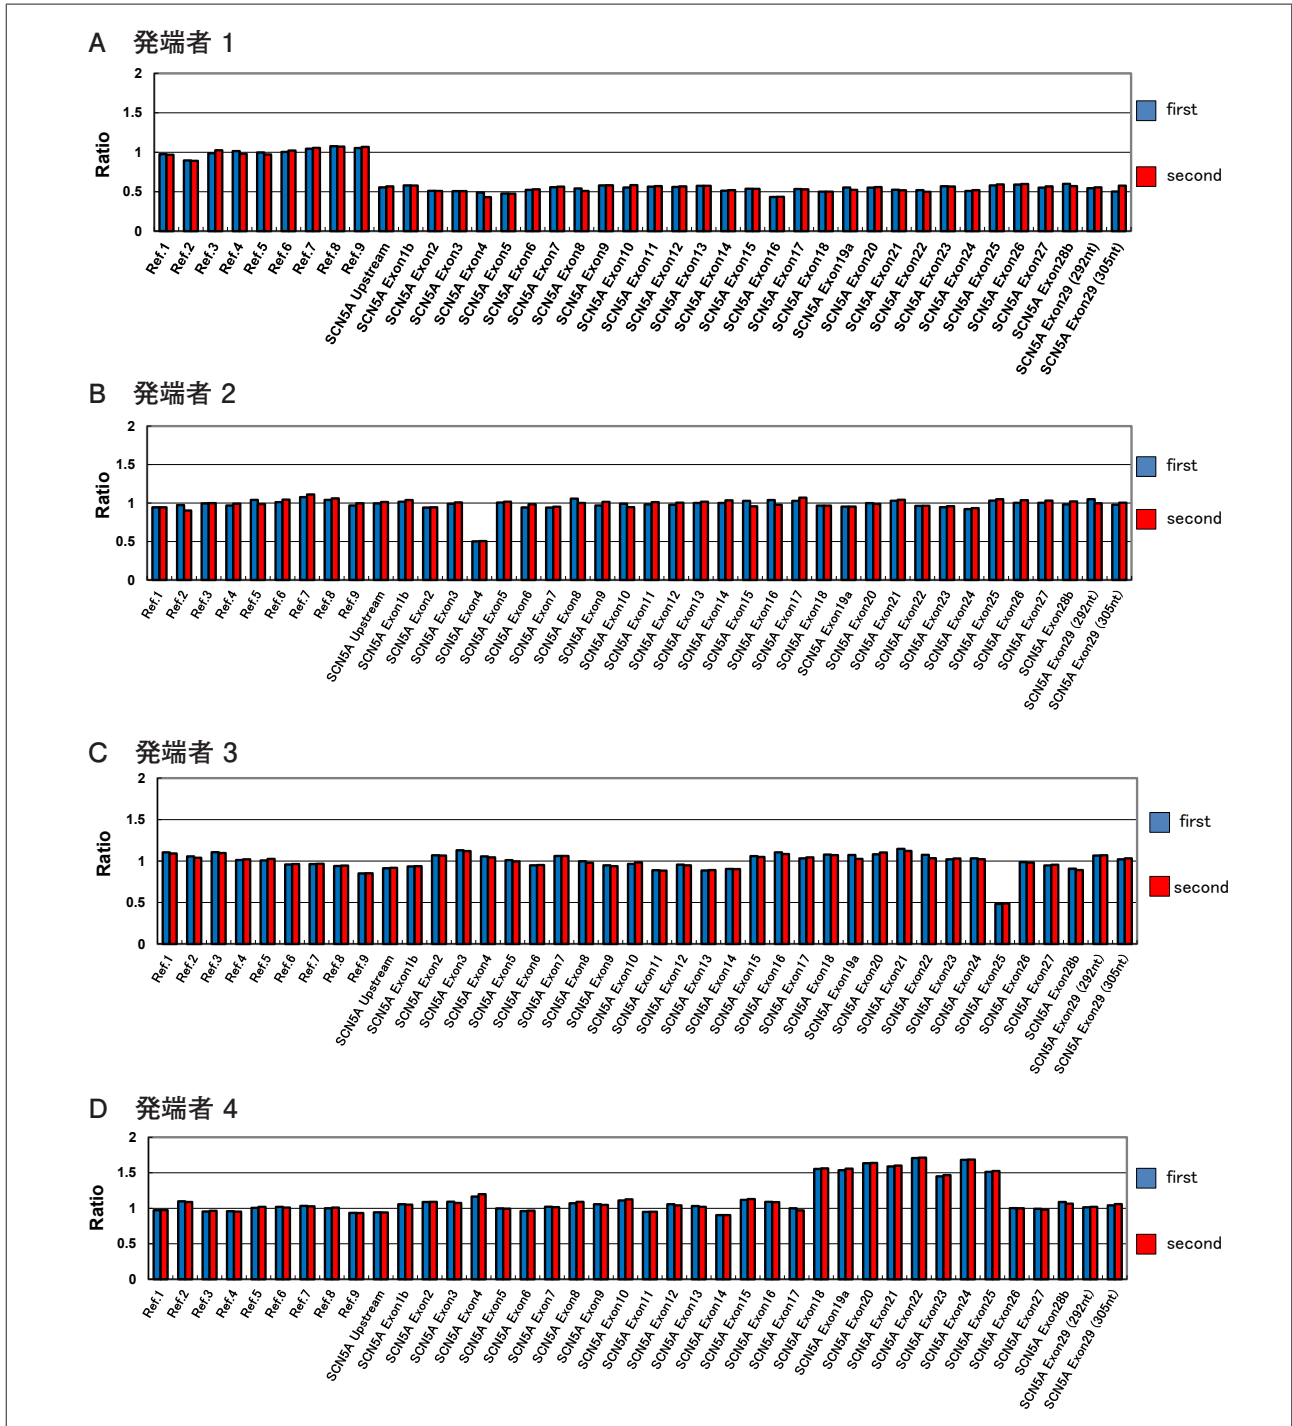 A 発端者 1
2
1.5
1
0.5
0
Ratio
first
second
Ref.1
Ref.2
Ref.3
Ref.4
Ref.5
Ref.6
Ref.7
Ref.8
Ref.9
SCN5A Upstream
SCN5A Exon1b
SCN5A Exon2
SCN5A Exon3
SCN5A Exon4
SCN5A Exon5
SCN5A Exon6
SCN5A Exon7
SCN5A Exon8
SCN5A Exon9
SCN5A Exon10
SCN5A Exon11
SCN5A Exon12
SCN5A Exon13
SCN5A Exon14
SCN5A Exon15
SCN5A Exon16
SCN5A Exon17
SCN5A Exon18
SCN5A Exon19a
SCN5A Exon20
SCN5A Exon21
SCN5A Exon22
SCN5A Exon23
SCN5A Exon24
SCN5A Exon25
SCN5A Exon26
SCN5A Exon27
SCN5A Exon28b
SCN5A Exon29 (292nt)
SCN5A Exon29 (305nt)
B 発端者 2
2
1.5
1
0.5
0
Ratio
first
second
Ref.1
Ref.2
Ref.3
Ref.4
Ref.5
Ref.6
Ref.7
Ref.8
Ref.9
SCN5A Upstream
SCN5A Exon1b
SCN5A Exon2
SCN5A Exon3
SCN5A Exon4
SCN5A Exon5
SCN5A Exon6
SCN5A Exon7
SCN5A Exon8
SCN5A Exon9
SCN5A Exon10
SCN5A Exon11
SCN5A Exon12
SCN5A Exon13
SCN5A Exon14
SCN5A Exon15
SCN5A Exon16
SCN5A Exon17
SCN5A Exon18
SCN5A Exon19a
SCN5A Exon20
SCN5A Exon21
SCN5A Exon22
SCN5A Exon23
SCN5A Exon24
SCN5A Exon25
SCN5A Exon26
SCN5A Exon27
SCN5A Exon28b
SCN5A Exon29 (292nt)
SCN5A Exon29 (305nt)
C 発端者 3
2
1.5
1
0.5
0
Ratio
first
second
Ref.1
Ref.2
Ref.3
Ref.4
Ref.5
Ref.6
Ref.7
Ref.8
Ref.9
SCN5A Upstream
SCN5A Exon1b
SCN5A Exon2
SCN5A Exon3
SCN5A Exon4
SCN5A Exon5
SCN5A Exon6
SCN5A Exon7
SCN5A Exon8
SCN5A Exon9
SCN5A Exon10
SCN5A Exon11
SCN5A Exon12
SCN5A Exon13
SCN5A Exon14
SCN5A Exon15
SCN5A Exon16
SCN5A Exon17
SCN5A Exon18
SCN5A Exon19a
SCN5A Exon20
SCN5A Exon21
SCN5A Exon22
SCN5A Exon23
SCN5A Exon24
SCN5A Exon25
SCN5A Exon26
SCN5A Exon27
SCN5A Exon28b
SCN5A Exon29 (292nt)
SCN5A Exon29 (305nt)
D 発端者 4
2
1.5
1
0.5
0
Ratio
first
second
Ref.1
Ref.2
Ref.3
Ref.4
Ref.5
Ref.6
Ref.7
Ref.8
Ref.9
SCN5A Upstream
SCN5A Exon1b
SCN5A Exon2
SCN5A Exon3
SCN5A Exon4
SCN5A Exon5
SCN5A Exon6
SCN5A Exon7
SCN5A Exon8
SCN5A Exon9
SCN5A Exon10
SCN5A Exon11
SCN5A Exon12
SCN5A Exon13
SCN5A Exon14
SCN5A Exon15
SCN5A Exon16
SCN5A Exon17
SCN5A Exon18
SCN5A Exon19a
SCN5A Exon20
SCN5A Exon21
SCN5A Exon22
SCN5A Exon23
SCN5A Exon24
SCN5A Exon25
SCN5A Exon26
SCN5A Exon27
SCN5A Exon28b
SCN5A Exon29 (292nt)
SCN5A Exon29 (305nt)